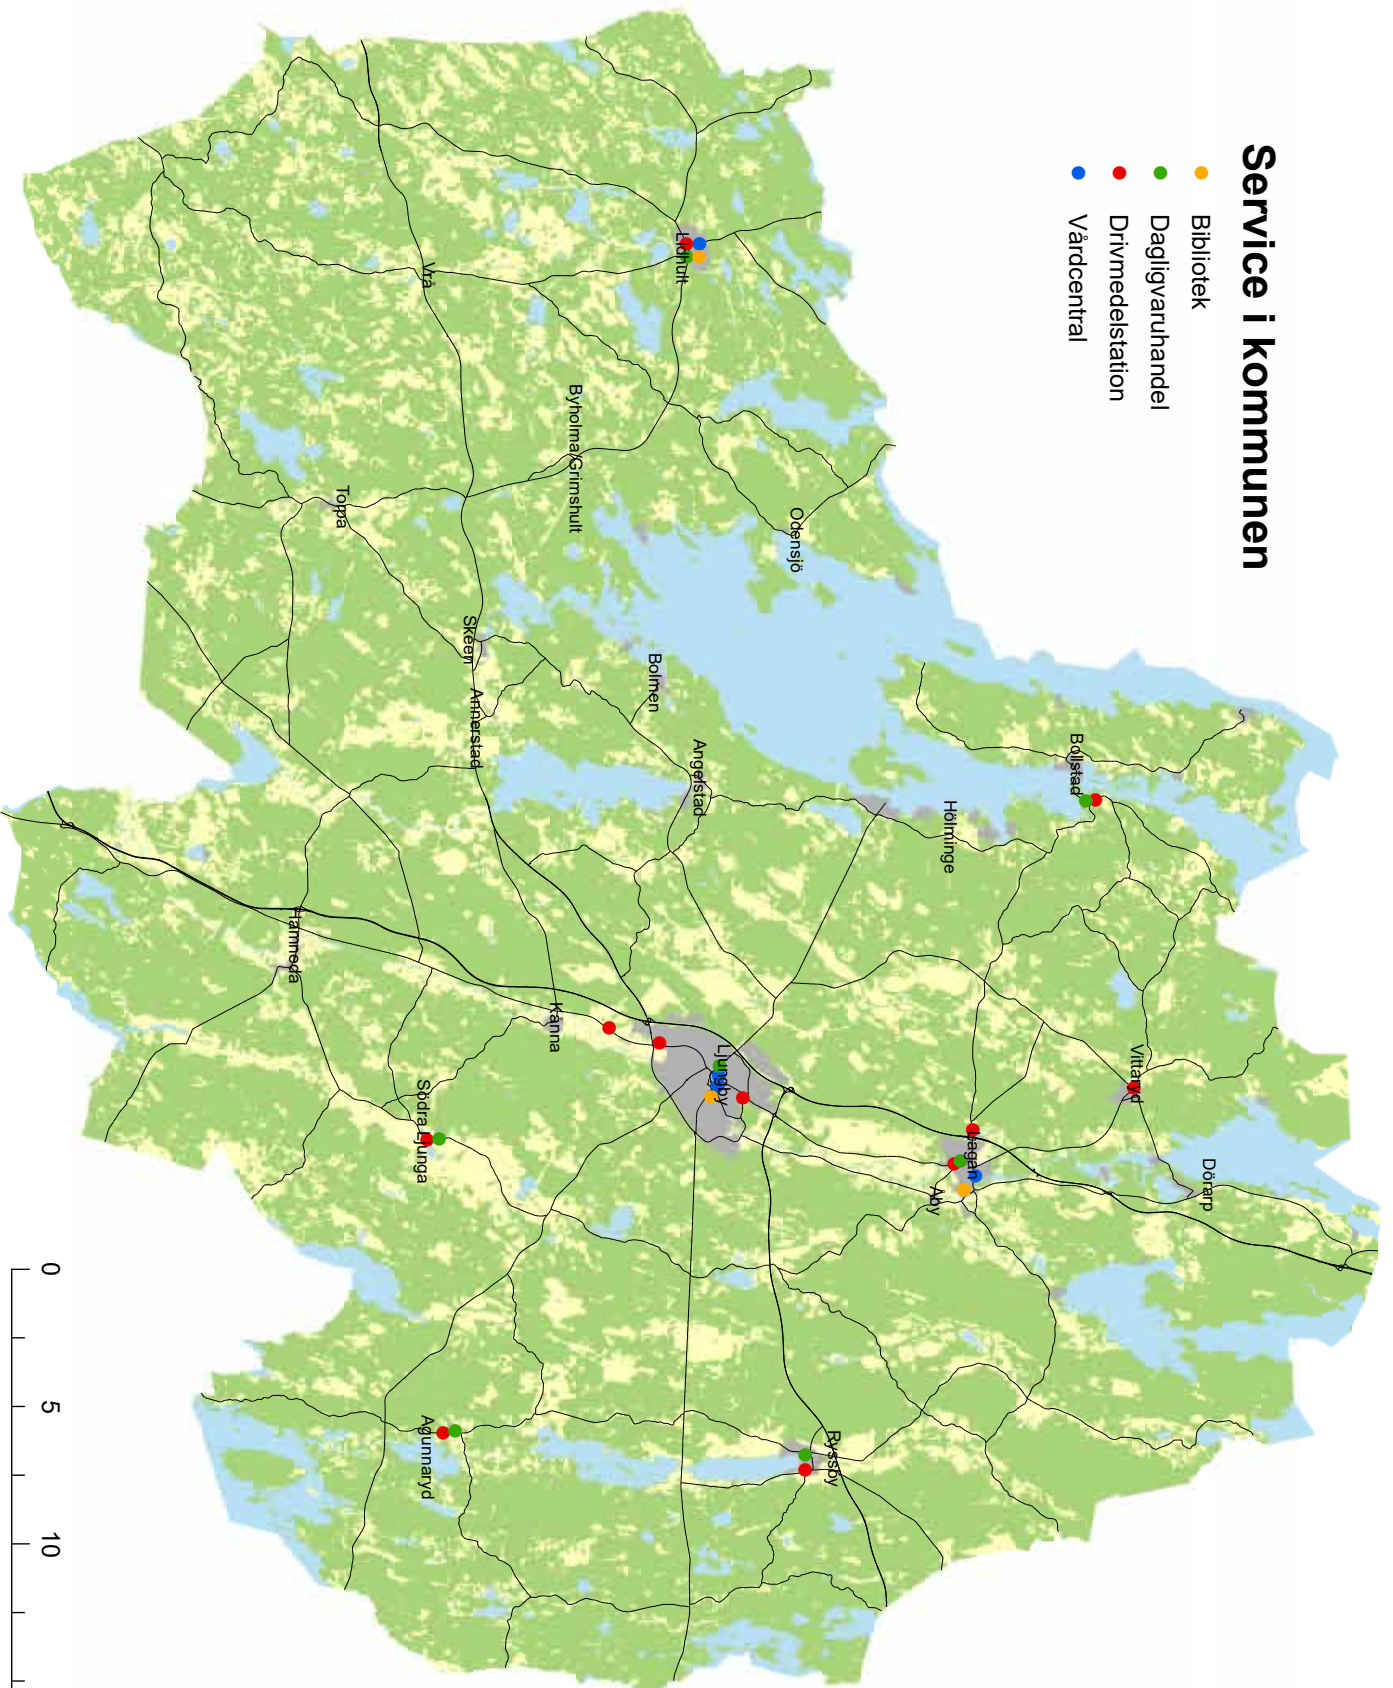 Service i kommunen
Bibliotek
Dagligvaruhandel
Drivmedelstation
Vårdcentral
Lidhult
Vrå
Byholma/Grimshult
Torpa
Odensjö
Skeen
Annerstad
Bolmen
Angelstad
Bollstad
Hölminge
Hamneda
Kånna
Ljungby
Vittaryd
Södra Ljunga
Lagan
Åby
Dörarp
Agunnaryd
Ryssby
0
5
10